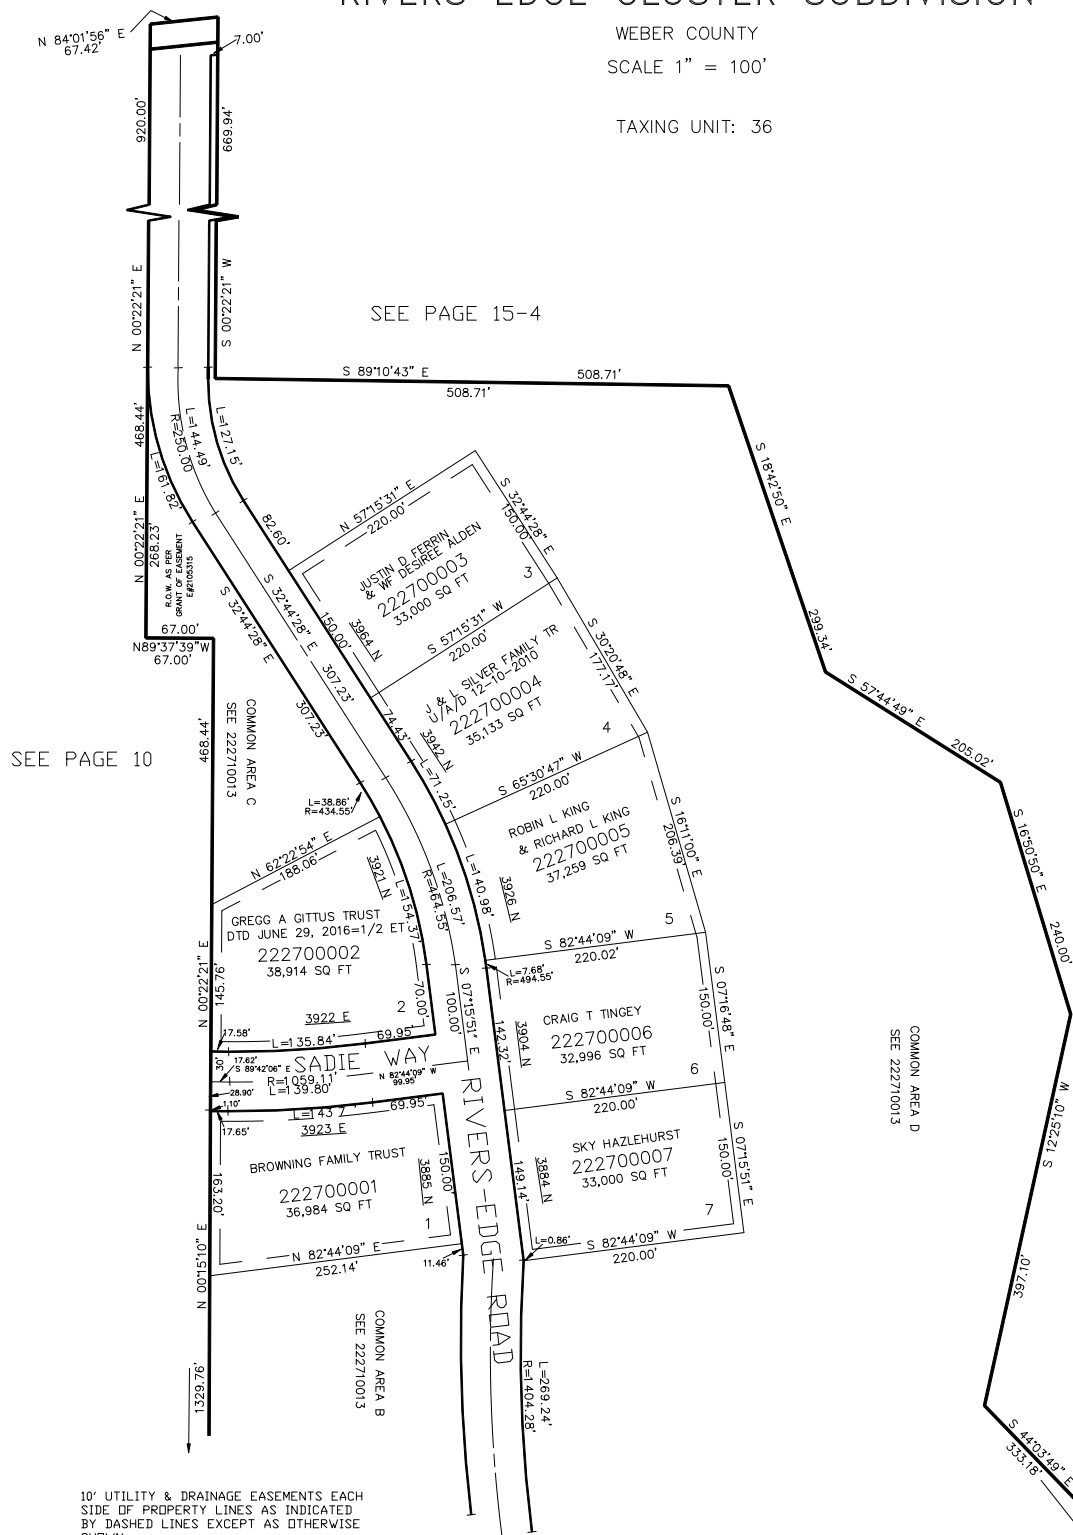 RIVERS EDGE CLUSTER SUBDIVISION
WEBER COUNTY
SCALE 1" = 100'
TAXING UNIT: 36
N 84°01'56" E
67.42'
7.00'
920.00'
669.94'
N 00°22'21" E
S 00°22'21" W
SEE PAGE 15-4
S 89°10'43" E
508.71'
508.71'
468.44'
L=161.82'
R=250.00
L=144.49'
L=127.15'
82.60'
N 00°22'21" E
268.23'
R.O.W. AS PER
GRANT OF EASEMENT
E#2105315
67.00'
N89°37'39"W
67.00'
S 32°44'28" E
307.23'
S 32°44'28" E
307.23'
N 57°15'31" E
220.00'
S 32°44'28" E
150.00'
JUSTIN D FERRIN
& WF DESIREE ALDEN
222700003
33,000 SQ FT
3
3964 N
150.00'
S 57°15'31" W
220.00'
S 30°20'48" E
177.17'
J & L SILVER FAMILY TR
U/A/D 12-10-2010
222700004
35,133 SQ FT
4
3942 N
74.43'
L=71.25'
S 65°30'47" W
220.00'
S 16°11'00" E
206.39'
ROBIN L KING
& RICHARD L KING
222700005
37,259 SQ FT
5
3926 N
L=140.98'
S 82°44'09" W
220.02'
L=7.68'
R=494.55'
S 18°42'50" E
299.34'
S 57°44'49" E
205.02'
S 16°50'50" E
240.00'
S 12°25'10" W
397.10'
S 44°03'49" E
333.18'
COMMON AREA D
SEE 222710013
SEE PAGE 10
COMMON AREA C
SEE 222710013
468.44'
L=38.86'
R=434.55'
N 62°22'54" E
188.06'
3921 N
L=154.37'
R=464.55'
L=206.57'
GREGG A GITTUS TRUST
DTD JUNE 29, 2016=1/2 ET
222700002
38,914 SQ FT
2
3922 E
70.00'
N 00°22'21" E
145.76'
17.58'
L=135.84'
69.95'
S 07°15'51" E
100.00'
30'
17.62'
S 89°42'06" E
SADIE WAY
R=1059.11'
L=139.80'
N 82°44'09" W
99.95'
28.90'
1.10'
17.65'
L=143.7
69.95'
3923 E
BROWNING FAMILY TRUST
222700001
36,984 SQ FT
1
3885 N
150.00'
163.20'
N 00°15'10" E
N 82°44'09" E
252.14'
11.46'
142.32'
3904 N
CRAIG T TINGEY
222700006
32,996 SQ FT
6
S 07°16'48" E
150.00'
S 82°44'09" W
220.00'
SKY HAZLEHURST
222700007
33,000 SQ FT
7
3884 N
149.14'
S 07°15'51" E
150.00'
L=0.86'
S 82°44'09" W
220.00'
RIVERS-EDGE ROAD
COMMON AREA B
SEE 222710013
L=269.24'
R=1404.28'
1329.76'
10' UTILITY & DRAINAGE EASEMENTS EACH
SIDE OF PROPERTY LINES AS INDICATED
BY DASHED LINES EXCEPT AS OTHERWISE
SHOWN